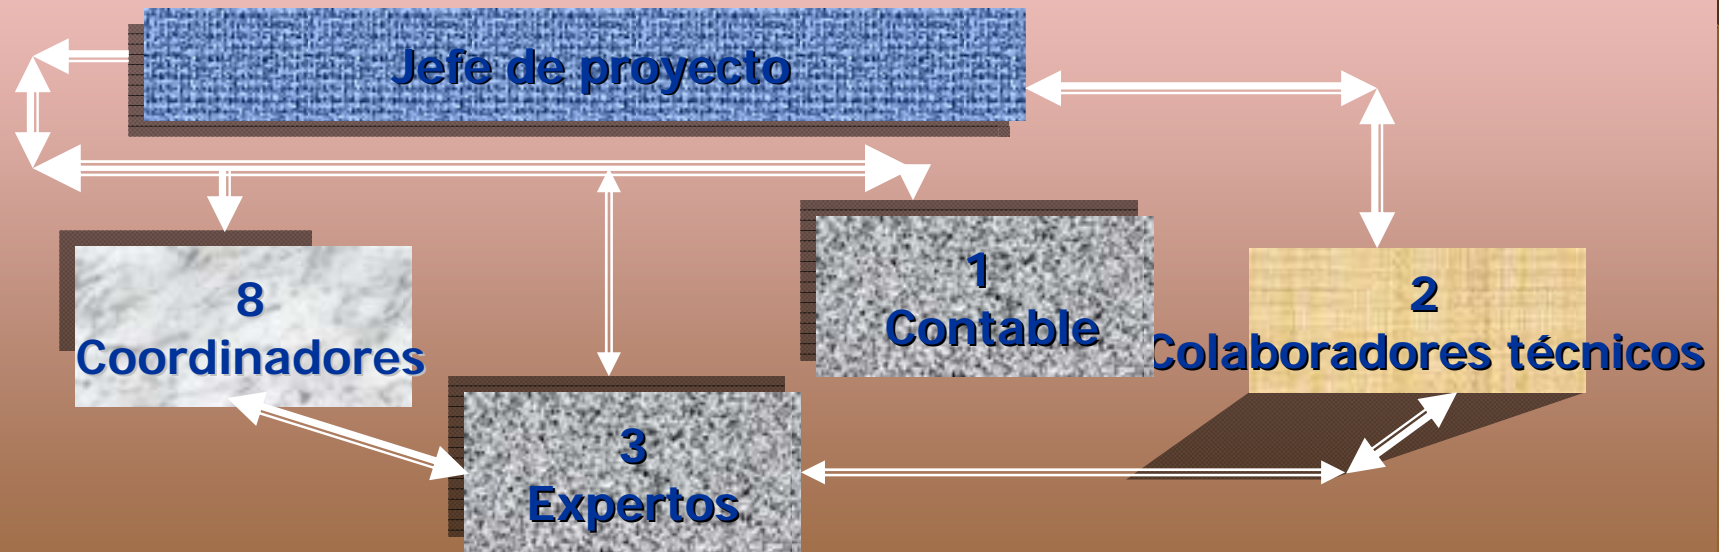 Jefe de proyecto
8
Coordinadores
1
Contable
2
Colaboradores técnicos
3
Expertos